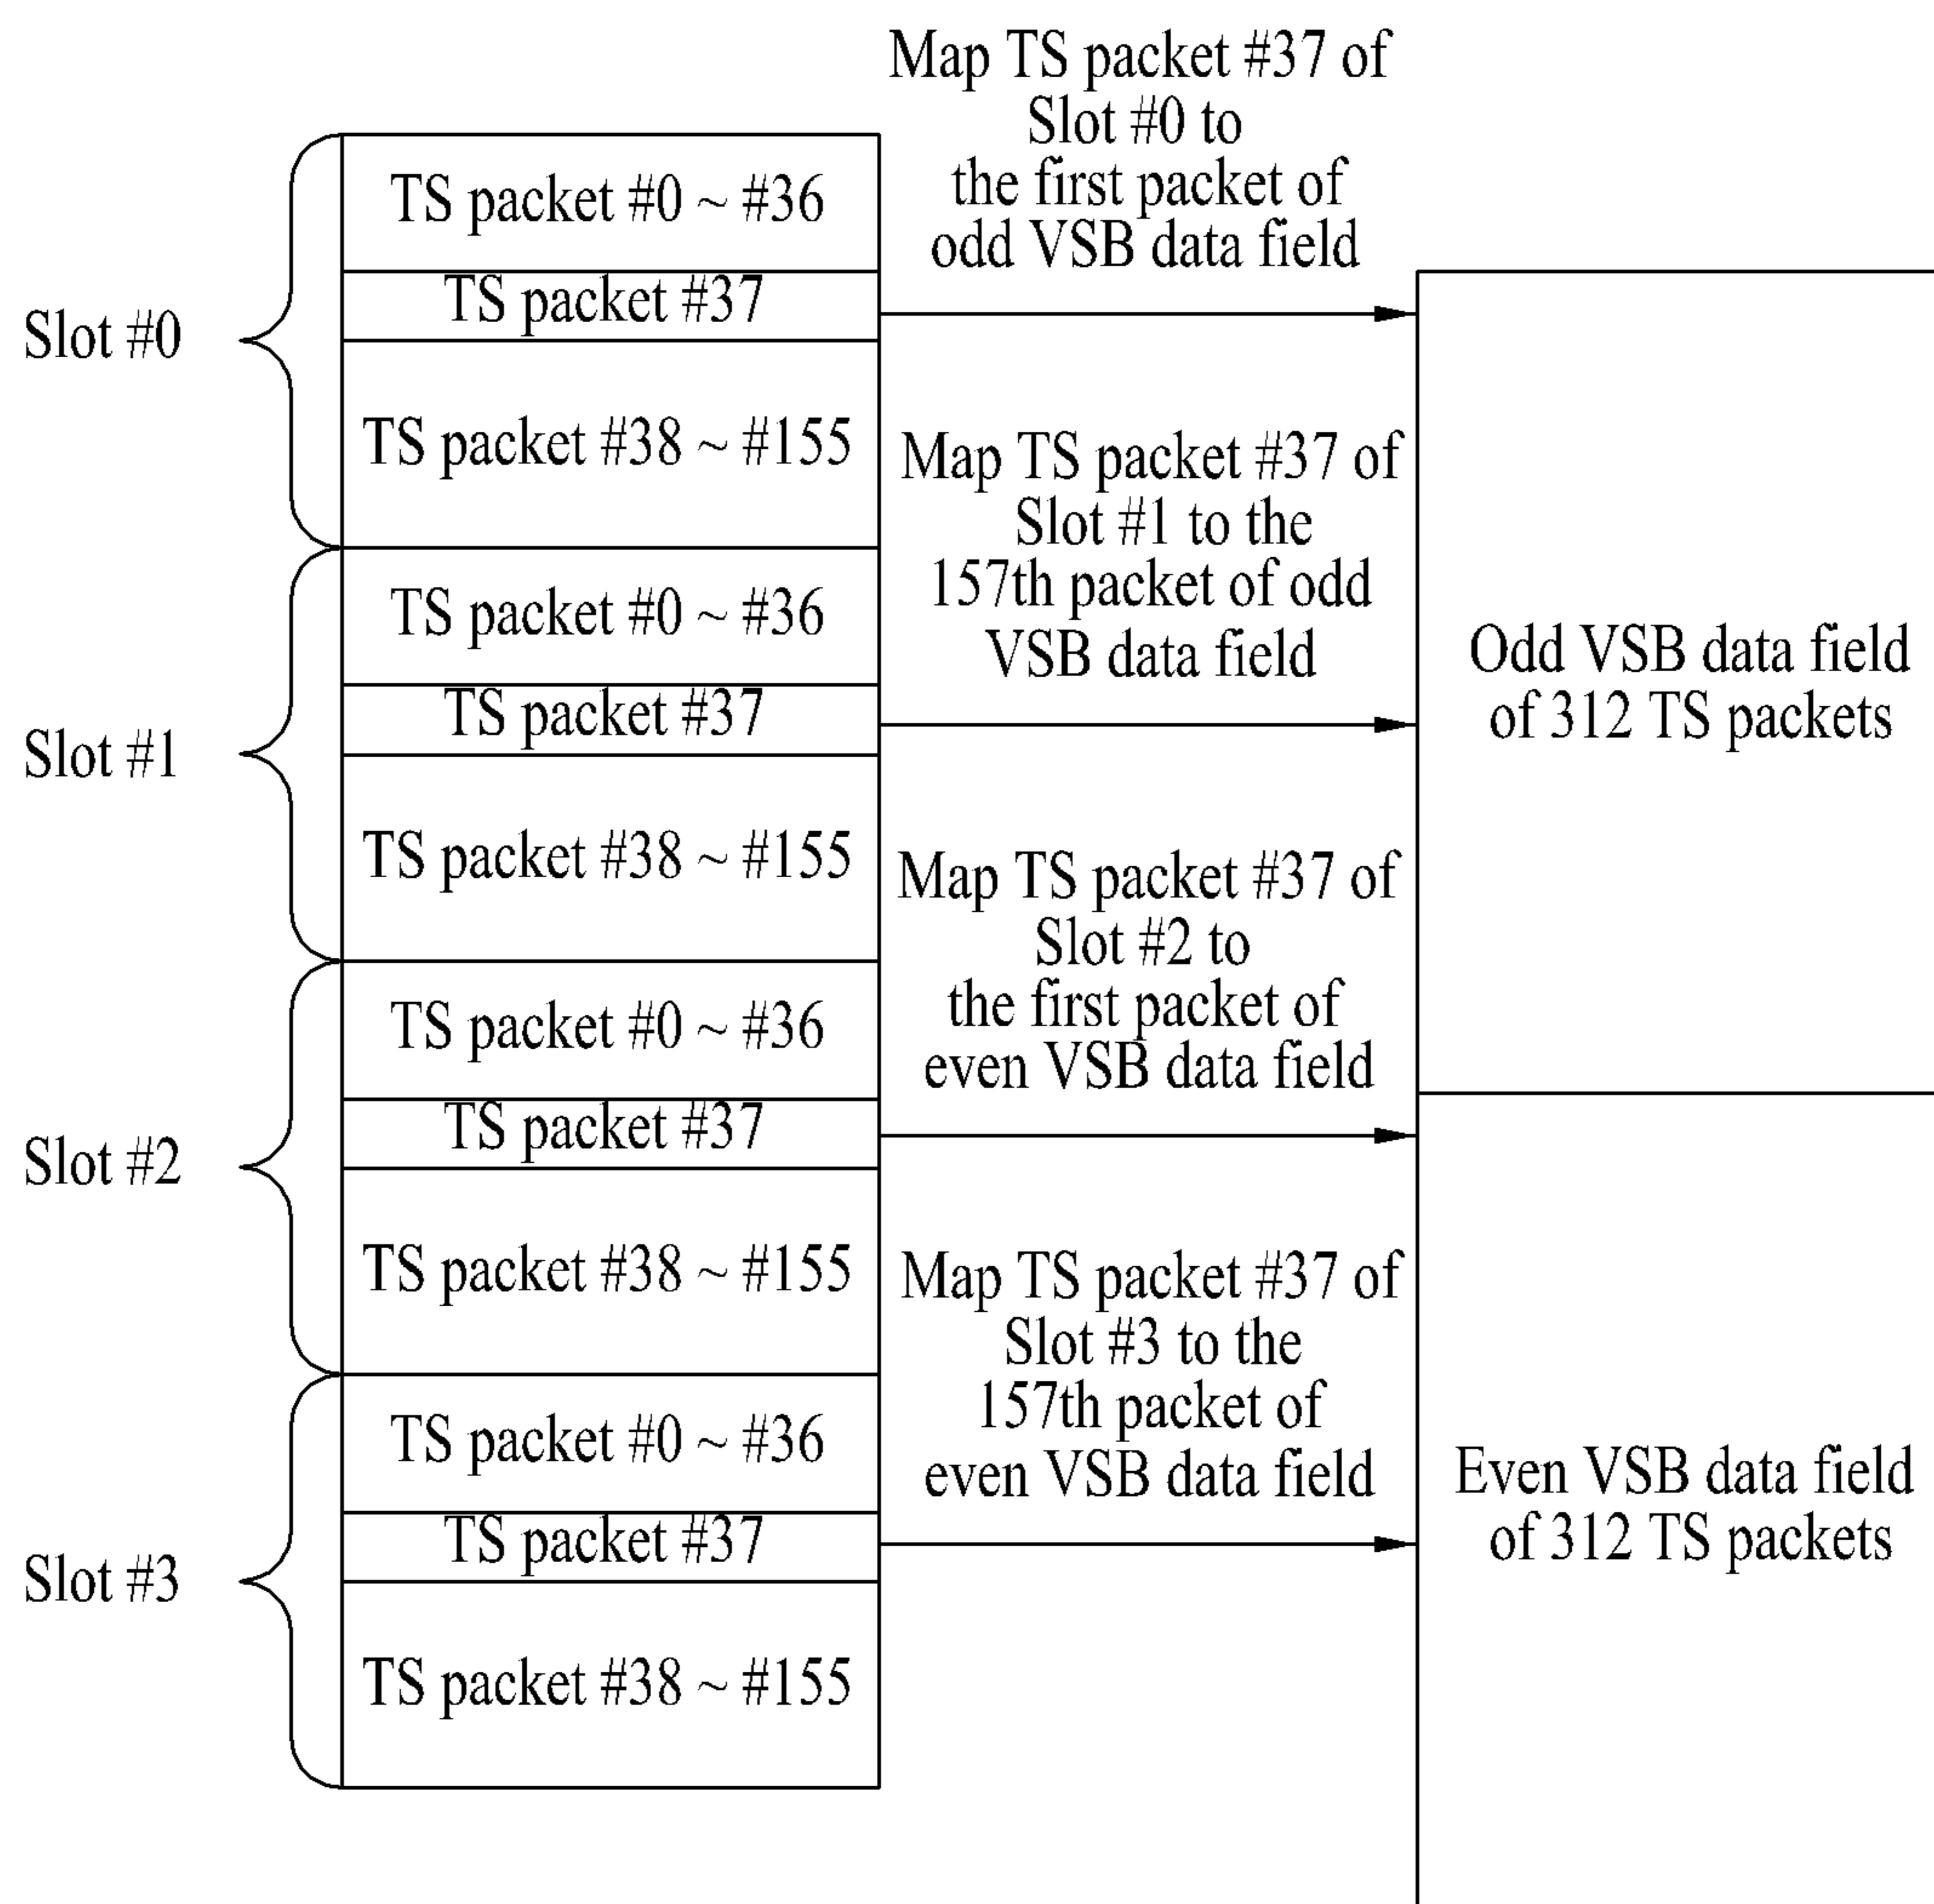 Slot #0
TS packet #0 ~ #36
TS packet #37
TS packet #38 ~ #155
Slot #1
TS packet #0 ~ #36
TS packet #37
TS packet #38 ~ #155
Slot #2
TS packet #0 ~ #36
TS packet #37
TS packet #38 ~ #155
Slot #3
TS packet #0 ~ #36
TS packet #37
TS packet #38 ~ #155
Map TS packet #37 of
Slot #0 to
the first packet of
odd VSB data field
Map TS packet #37 of
Slot #1 to the
157th packet of odd
VSB data field
Map TS packet #37 of
Slot #2 to
the first packet of
even VSB data field
Map TS packet #37 of
Slot #3 to the
157th packet of
even VSB data field
Odd VSB data field
of 312 TS packets
Even VSB data field
of 312 TS packets